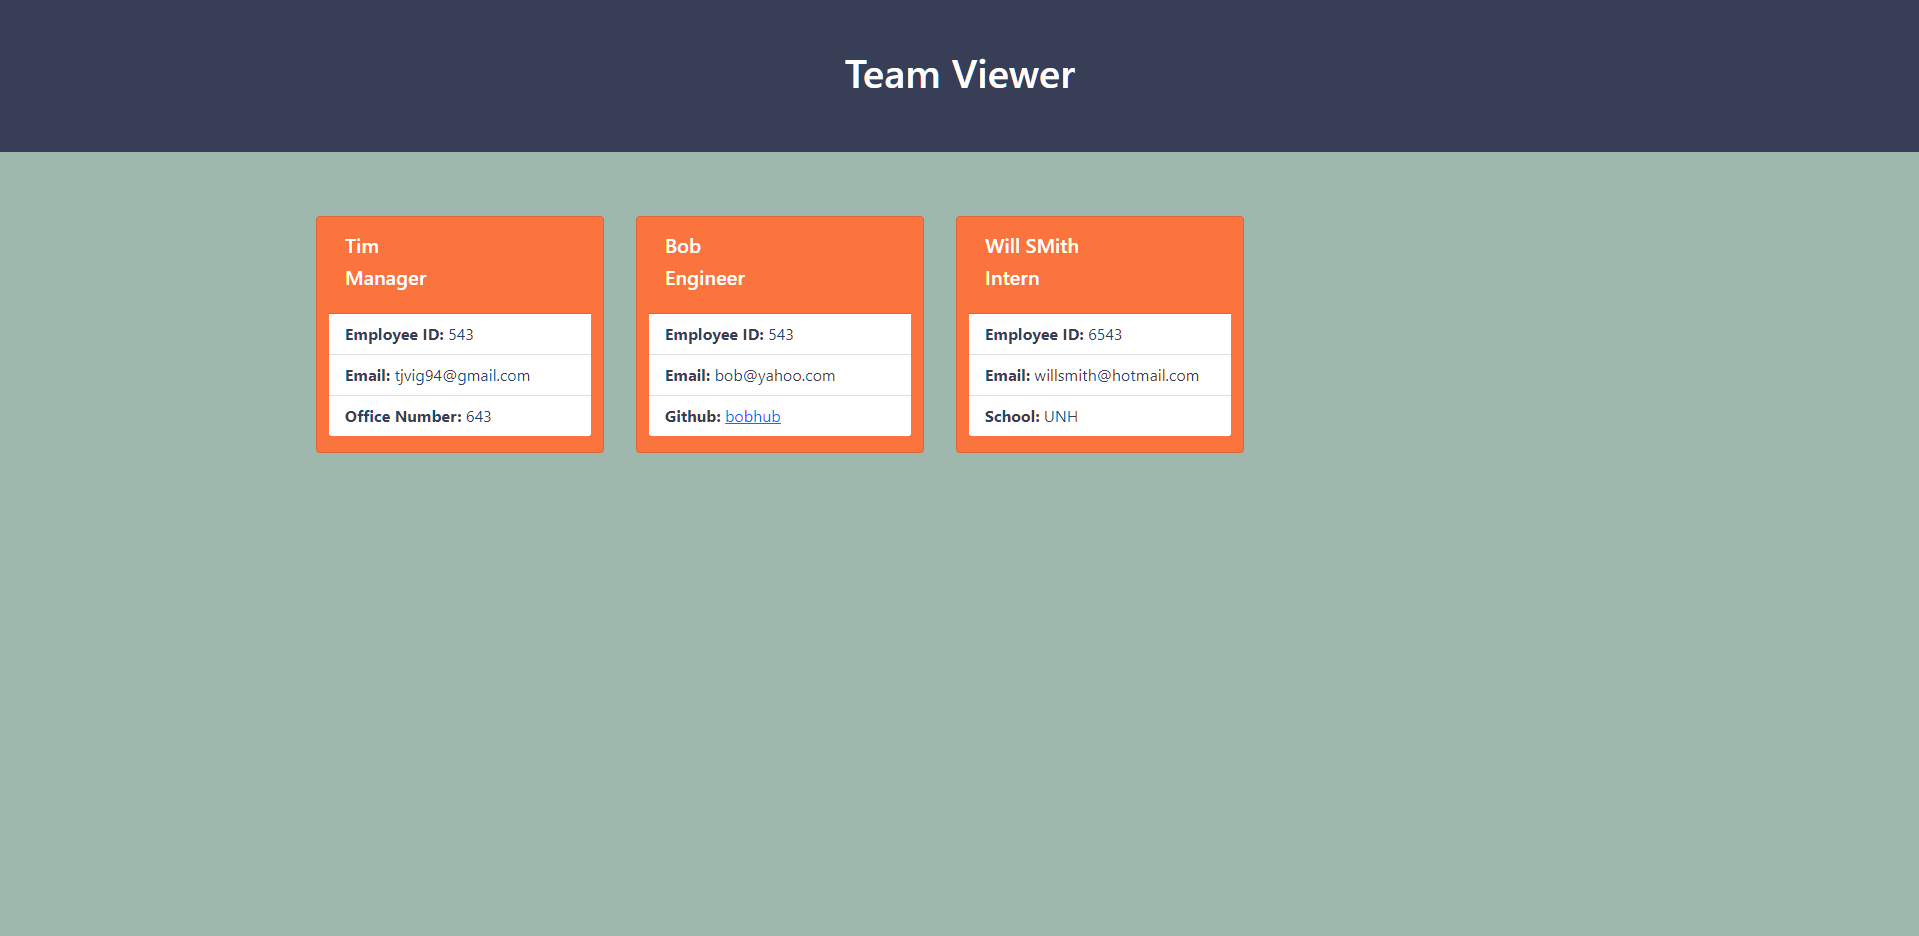 Team Viewer
Tim
Manager
Employee ID: 543
Email: tjvig94@gmail.com
Office Number: 643
Bob
Engineer
Employee ID: 543
Email: bob@yahoo.com
Github: bobhub
Will SMith
Intern
Employee ID: 6543
Email: willsmith@hotmail.com
School: UNH